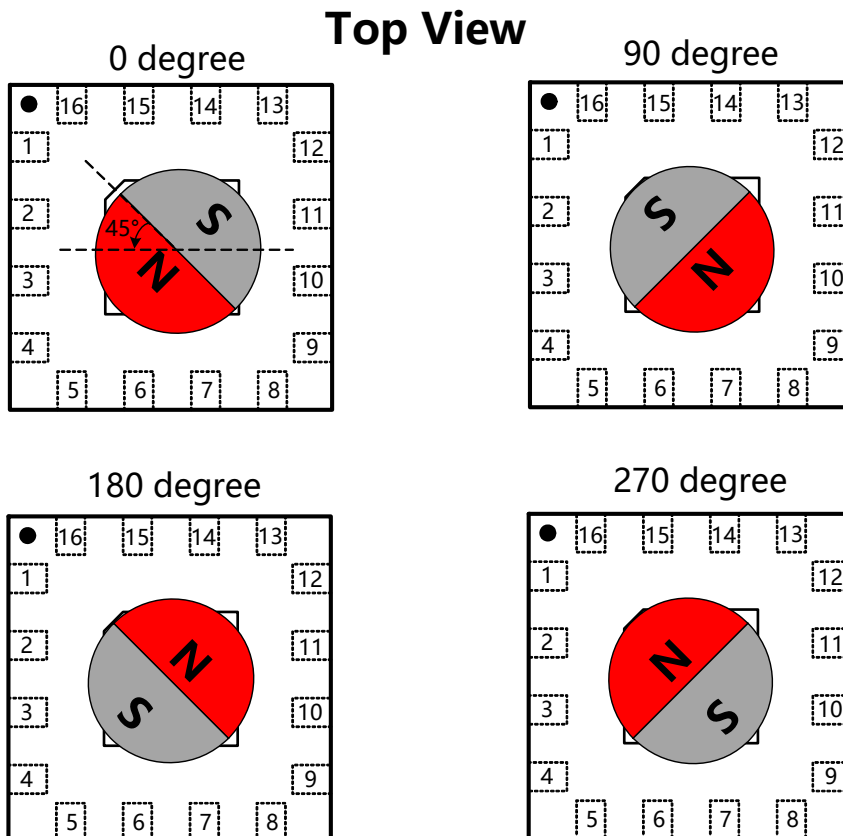 Top View
0 degree
90 degree
16 15 14 13
1 12
2 11
3 10
4 9
5 6 7 8
45°
S
N
16 15 14 13
1 12
2 11
3 10
4 9
5 6 7 8
S
N
180 degree
270 degree
16 15 14 13
1 12
2 11
3 10
4 9
5 6 7 8
N
S
16 15 14 13
1 12
2 11
3 10
4 9
5 6 7 8
N
S